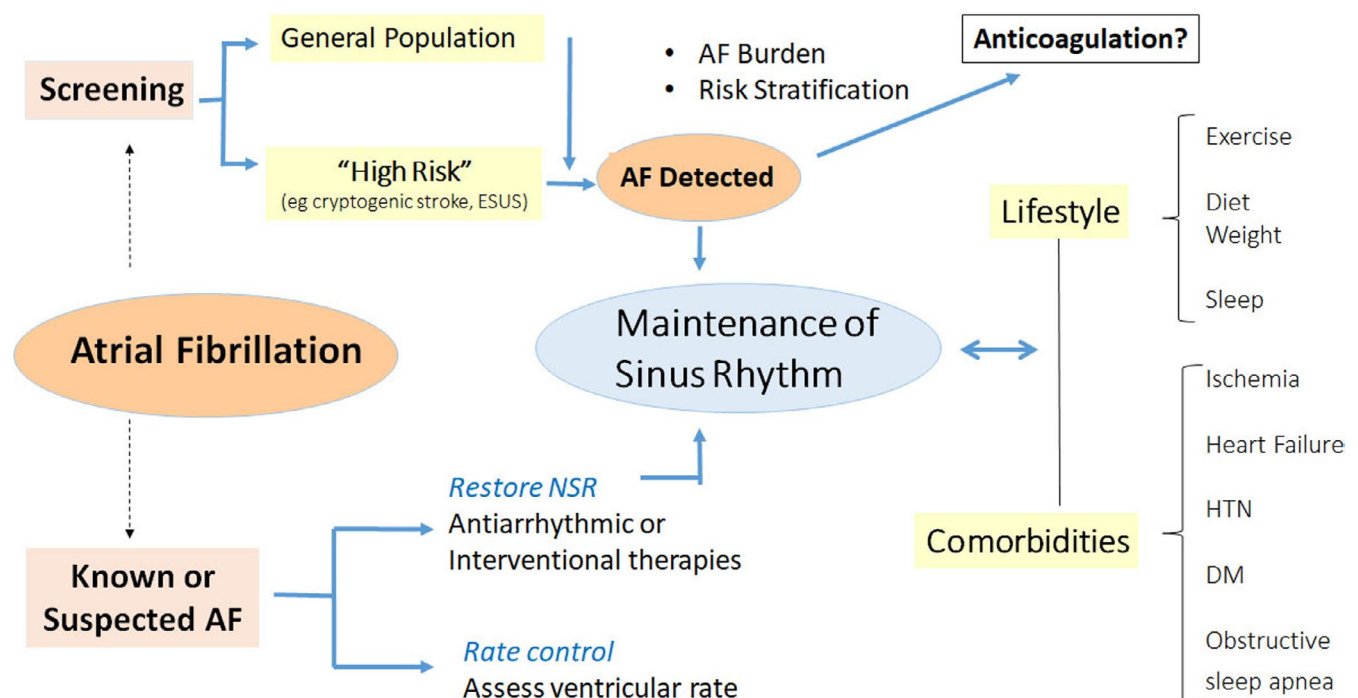 General Population
Screening
“High Risk”
(eg cryptogenic stroke, ESUS)
• AF Burden
• Risk Stratification
Anticoagulation?
AF Detected
Atrial Fibrillation
Maintenance of
Sinus Rhythm
Lifestyle
Exercise
Diet
Weight
Sleep
Comorbidities
Ischemia
Heart Failure
HTN
DM
Obstructive
sleep apnea
Known or
Suspected AF
Restore NSR
Antiarrhythmic or
Interventional therapies
Rate control
Assess ventricular rate